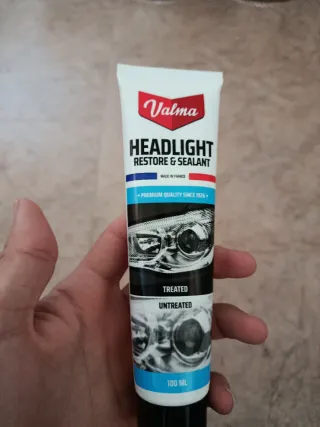 Valma
HEADLIGHT
RESTORE & SEALANT
MADE IN FRANCE
PREMIUM QUALITY SINCE 1926
TREATED
UNTREATED
100 ML